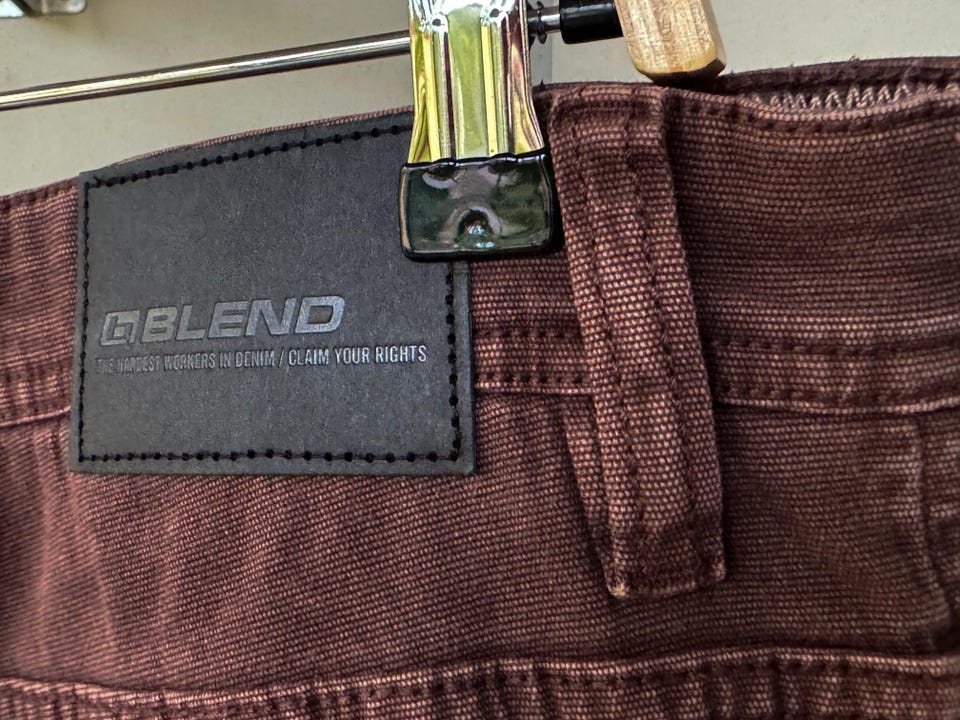 BLEND
THE HARDEST WORKERS IN DENIM / CLAIM YOUR RIGHTS